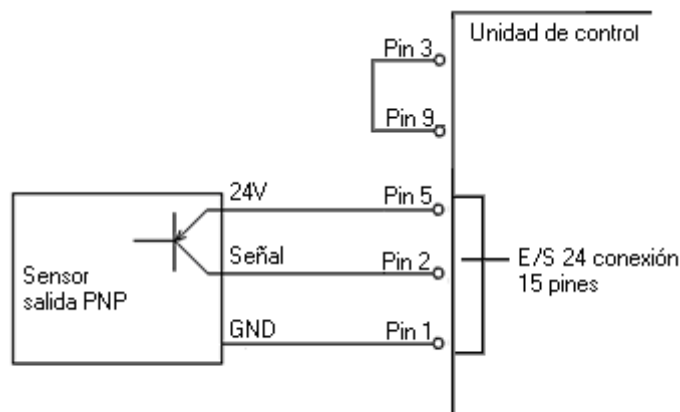 Unidad de control
Pin 3
Pin 9
24V
Pin 5
Señal
Pin 2
E/S 24 conexión
15 pines
Sensor
salida PNP
GND
Pin 1